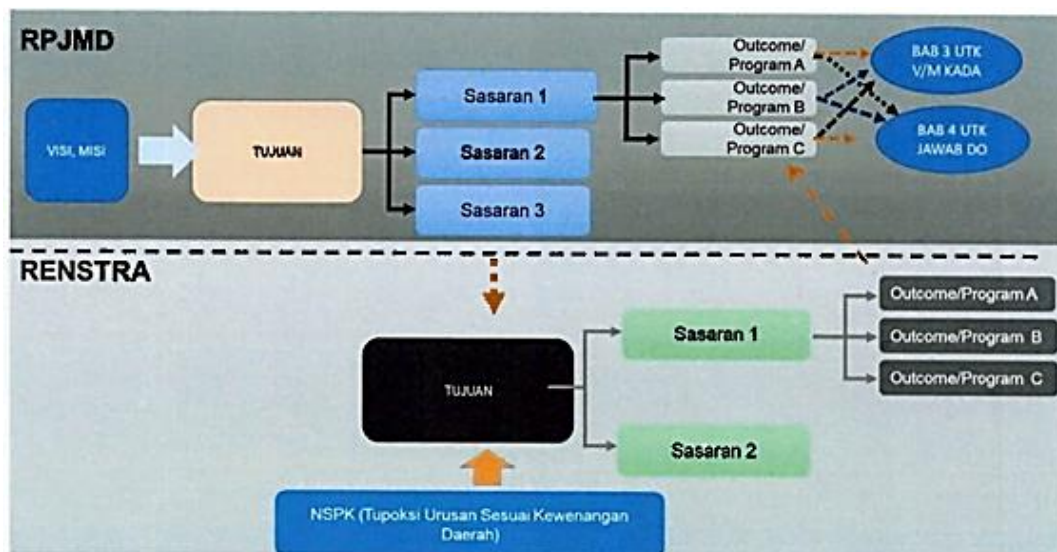 RPJMD
VISI, MISI
TUJUAN
Sasaran 1
Sasaran 2
Sasaran 3
Outcome/
Program A
Outcome/
Program B
Outcome/
Program C
BAB 3 UTK
V/M KADA
BAB 4 UTK
JAWAB DO
RENSTRA
TUJUAN
Sasaran 1
Sasaran 2
Outcome/Program A
Outcome/Program B
Outcome/Program C
NSPK (Tupoksi Urusan Sesuai Kewenangan
Daerah)